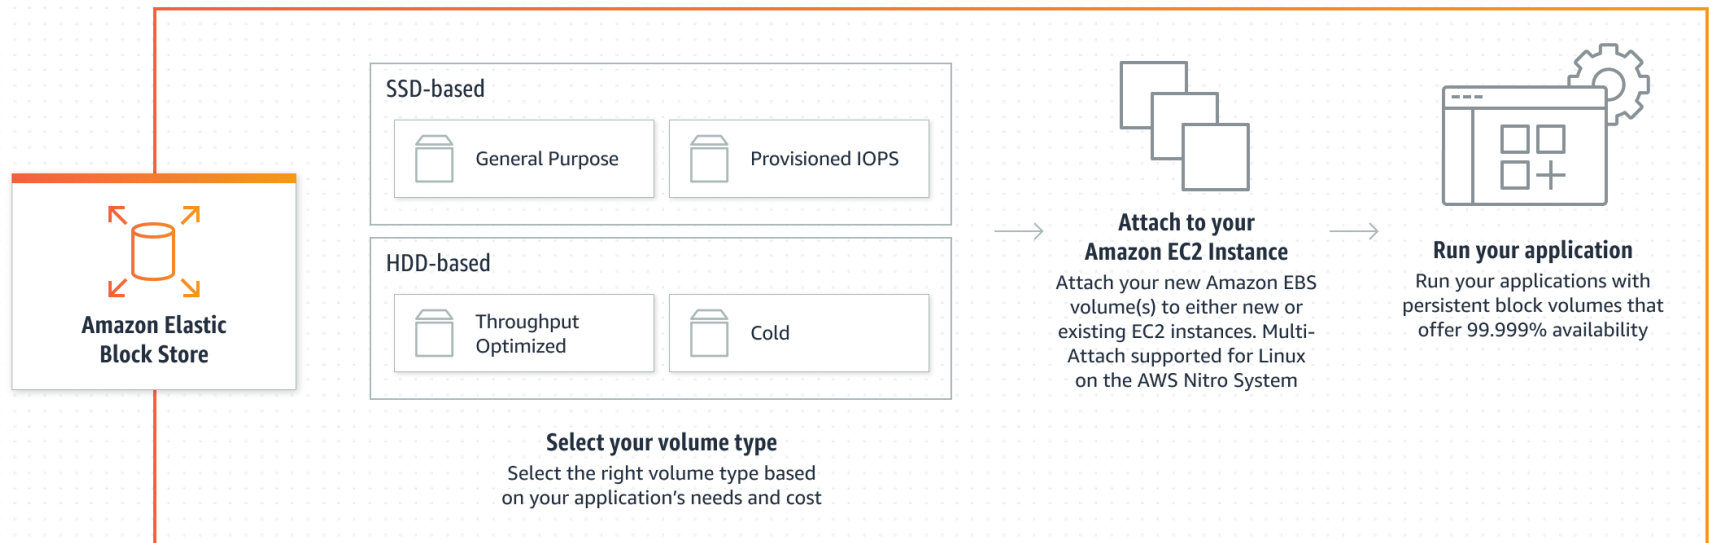 Amazon Elastic
Block Store
SSD-based
General Purpose
Provisioned IOPS
HDD-based
Throughput
Optimized
Cold
Select your volume type
Select the right volume type based
on your application’s needs and cost
Attach to your
Amazon EC2 Instance
Attach your new Amazon EBS
volume(s) to either new or
existing EC2 instances. Multi-
Attach supported for Linux
on the AWS Nitro System
Run your application
Run your applications with
persistent block volumes that
offer 99.999% availability